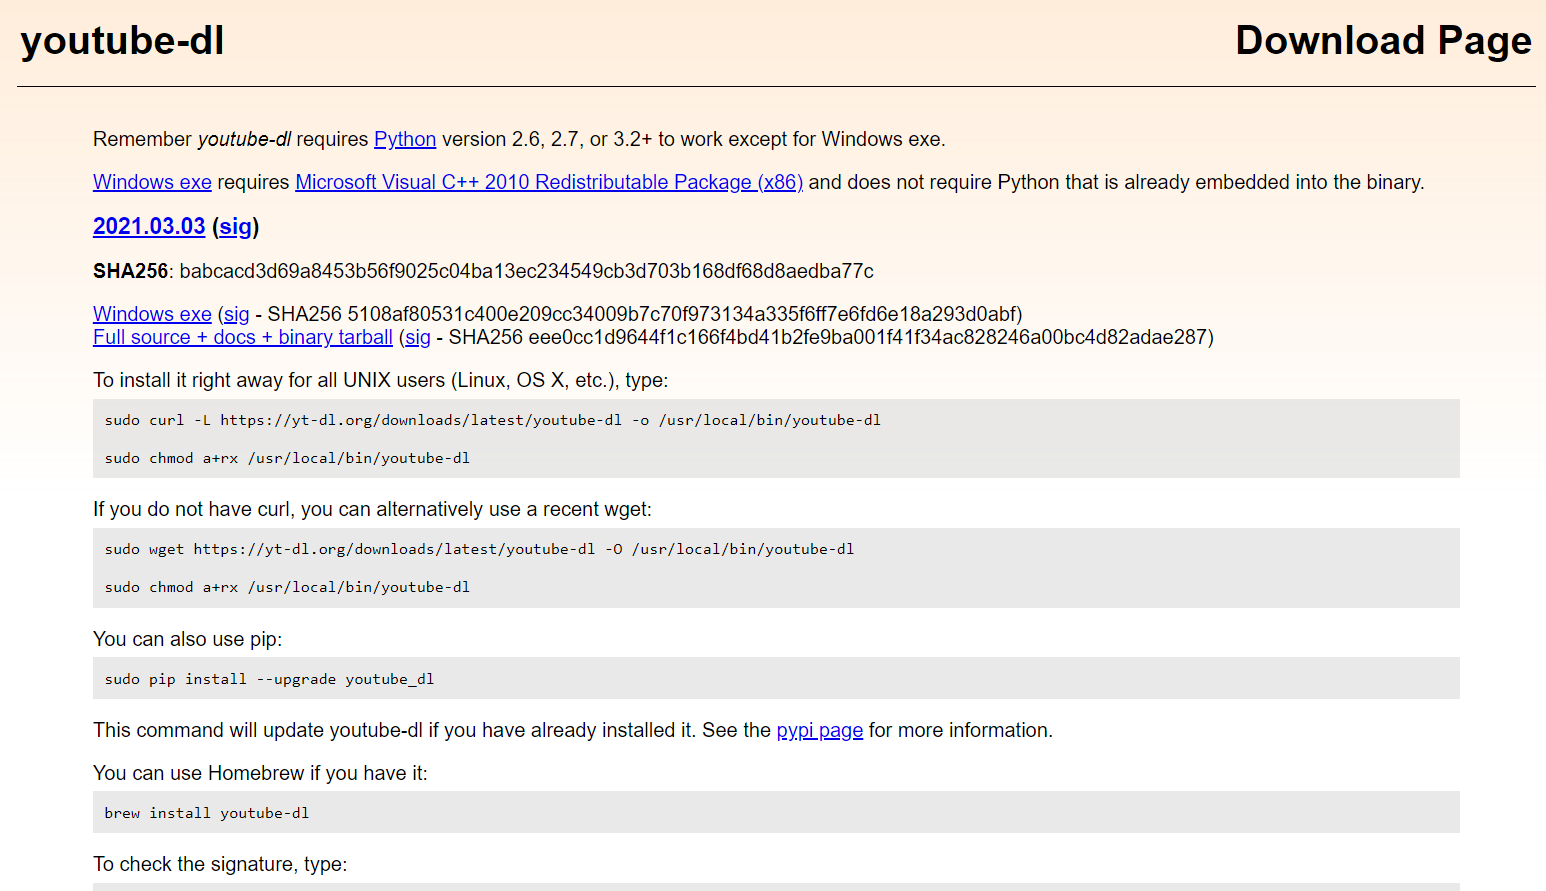 youtube-dl
Download Page
Remember youtube-dl requires Python version 2.6, 2.7, or 3.2+ to work except for Windows exe.
Windows exe requires Microsoft Visual C++ 2010 Redistributable Package (x86) and does not require Python that is already embedded into the binary.
2021.03.03 (sig)
SHA256: babcacd3d69a8453b56f9025c04ba13ec234549cb3d703b168df68d8aedba77c
Windows exe (sig - SHA256 5108af80531c400e209cc34009b7c70f973134a335f6ff7e6fd6e18a293d0abf)
Full source + docs + binary tarball (sig - SHA256 eee0cc1d9644f1c166f4bd41b2fe9ba001f41f34ac828246a00bc4d82adae287)
To install it right away for all UNIX users (Linux, OS X, etc.), type:
sudo curl -L https://yt-dl.org/downloads/latest/youtube-dl -o /usr/local/bin/youtube-dl
sudo chmod a+rx /usr/local/bin/youtube-dl
If you do not have curl, you can alternatively use a recent wget:
sudo wget https://yt-dl.org/downloads/latest/youtube-dl -O /usr/local/bin/youtube-dl
sudo chmod a+rx /usr/local/bin/youtube-dl
You can also use pip:
sudo pip install --upgrade youtube_dl
This command will update youtube-dl if you have already installed it. See the pypi page for more information.
You can use Homebrew if you have it:
brew install youtube-dl
To check the signature, type: